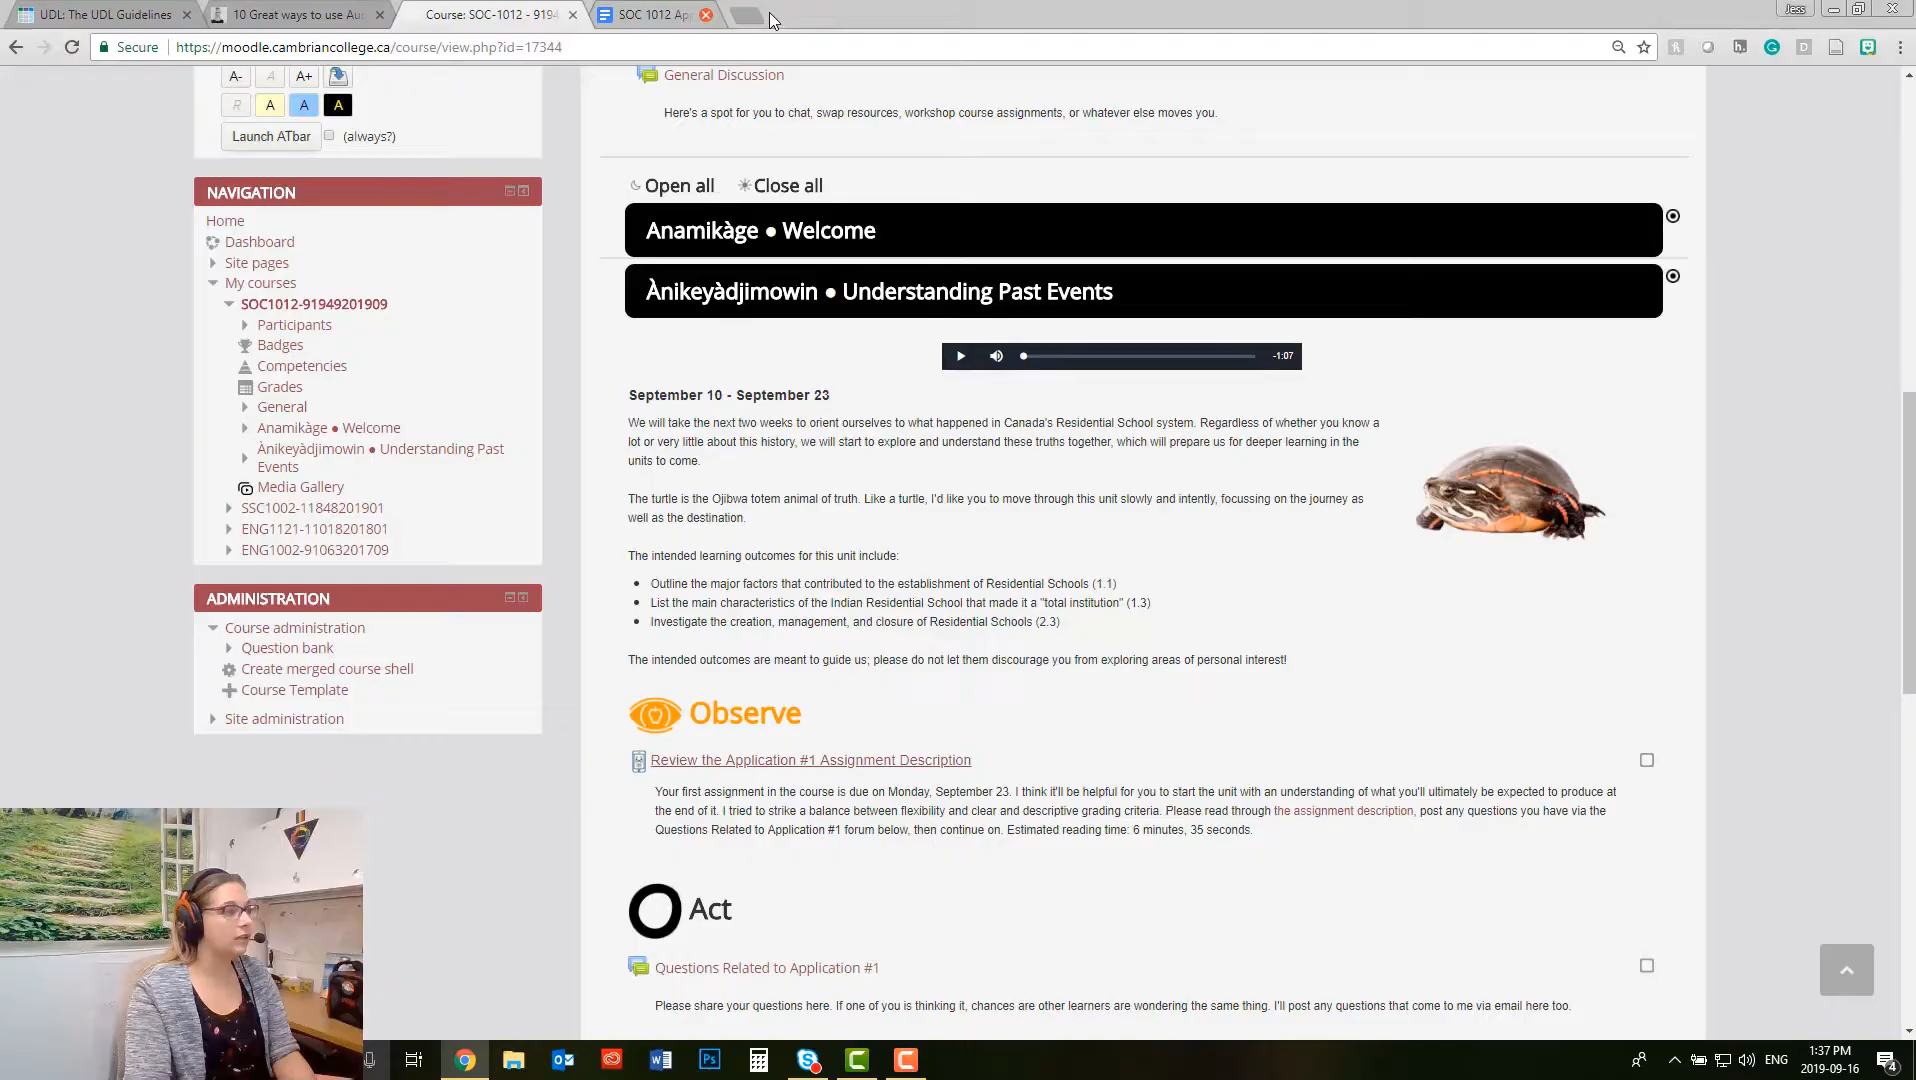 UDL: The UDL Guidelines
10 Great ways to use Au
Course: SOC-1012 - 9194
SOC 1012 Ap
Jess
Secure
https://moodle.cambriancollege.ca/course/view.php?id=17344
A-
A
A+
R
A
A
A
Launch ATbar
(always?)
NAVIGATION
Home
Dashboard
Site pages
My courses
SOC1012-91949201909
Participants
Badges
Competencies
Grades
General
Anamikàge ● Welcome
Ànikeyàdjimowin ● Understanding Past
Events
Media Gallery
SSC1002-11848201901
ENG1121-11018201801
ENG1002-91063201709
ADMINISTRATION
Course administration
Question bank
Create merged course shell
Course Template
Site administration
General Discussion
Here's a spot for you to chat, swap resources, workshop course assignments, or whatever else moves you.
Open all
Close all
Anamikàge ● Welcome
Ànikeyàdjimowin ● Understanding Past Events
-1:07
September 10 - September 23
We will take the next two weeks to orient ourselves to what happened in Canada's Residential School system. Regardless of whether you know a
lot or very little about this history, we will start to explore and understand these truths together, which will prepare us for deeper learning in the
units to come.
The turtle is the Ojibwa totem animal of truth. Like a turtle, I'd like you to move through this unit slowly and intently, focussing on the journey as
well as the destination.
The intended learning outcomes for this unit include:
• Outline the major factors that contributed to the establishment of Residential Schools (1.1)
• List the main characteristics of the Indian Residential School that made it a "total institution" (1.3)
• Investigate the creation, management, and closure of Residential Schools (2.3)
The intended outcomes are meant to guide us; please do not let them discourage you from exploring areas of personal interest!
Observe
Review the Application #1 Assignment Description
Your first assignment in the course is due on Monday, September 23. I think it'll be helpful for you to start the unit with an understanding of what you'll ultimately be expected to produce at
the end of it. I tried to strike a balance between flexibility and clear and descriptive grading criteria. Please read through the assignment description, post any questions you have via the
Questions Related to Application #1 forum below, then continue on. Estimated reading time: 6 minutes, 35 seconds.
Act
Questions Related to Application #1
Please share your questions here. If one of you is thinking it, chances are other learners are wondering the same thing. I'll post any questions that come to me via email here too.
ENG
1:37 PM
2019-09-16
4